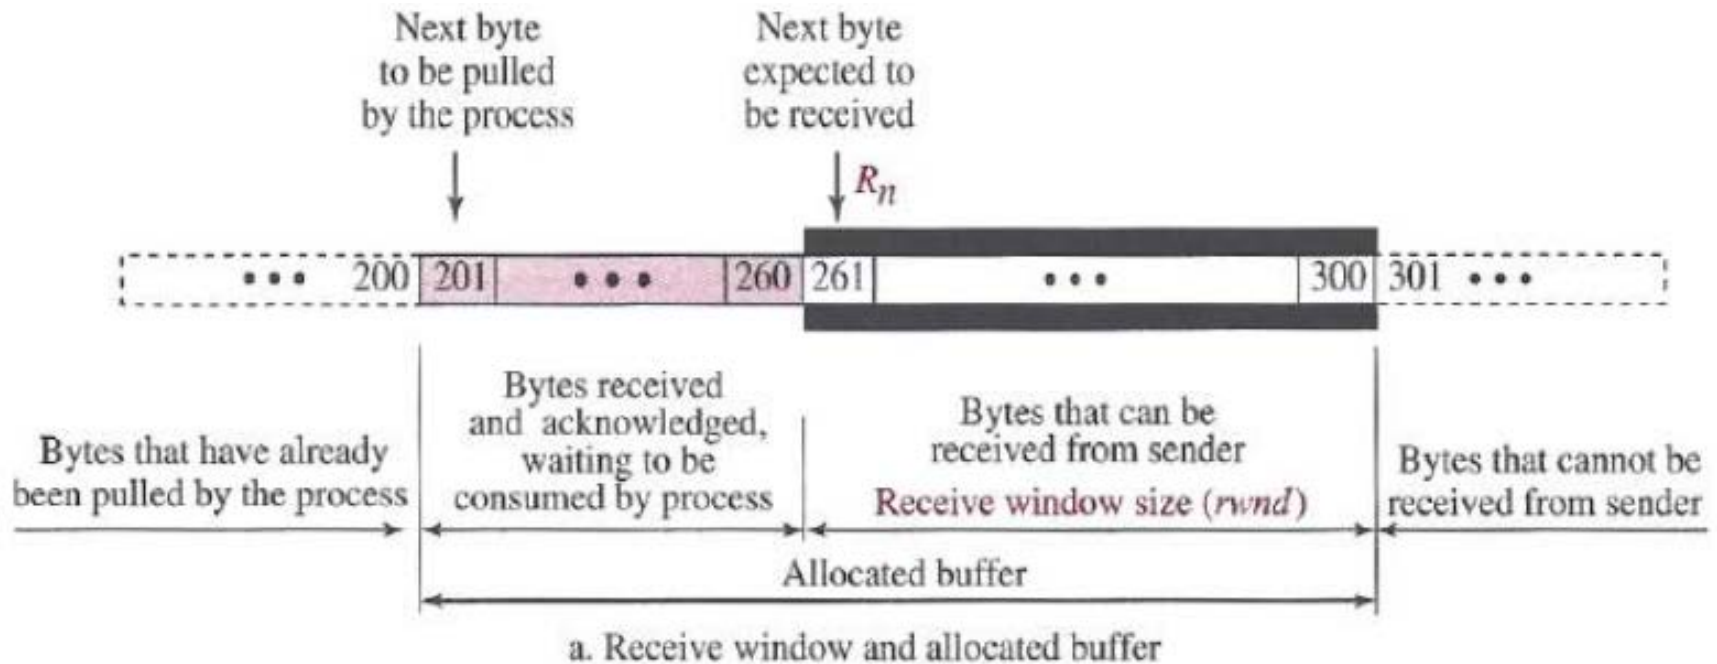 Next byte
to be pulled
by the process
Next byte
expected to
be received
Rn
••• 200 201 ••• 260 261 ••• 300 301 •••
Bytes that have already
been pulled by the process
Bytes received
and acknowledged,
waiting to be
consumed by process
Bytes that can be
received from sender
Receive window size (rwnd)
Bytes that cannot be
received from sender
Allocated buffer
a. Receive window and allocated buffer